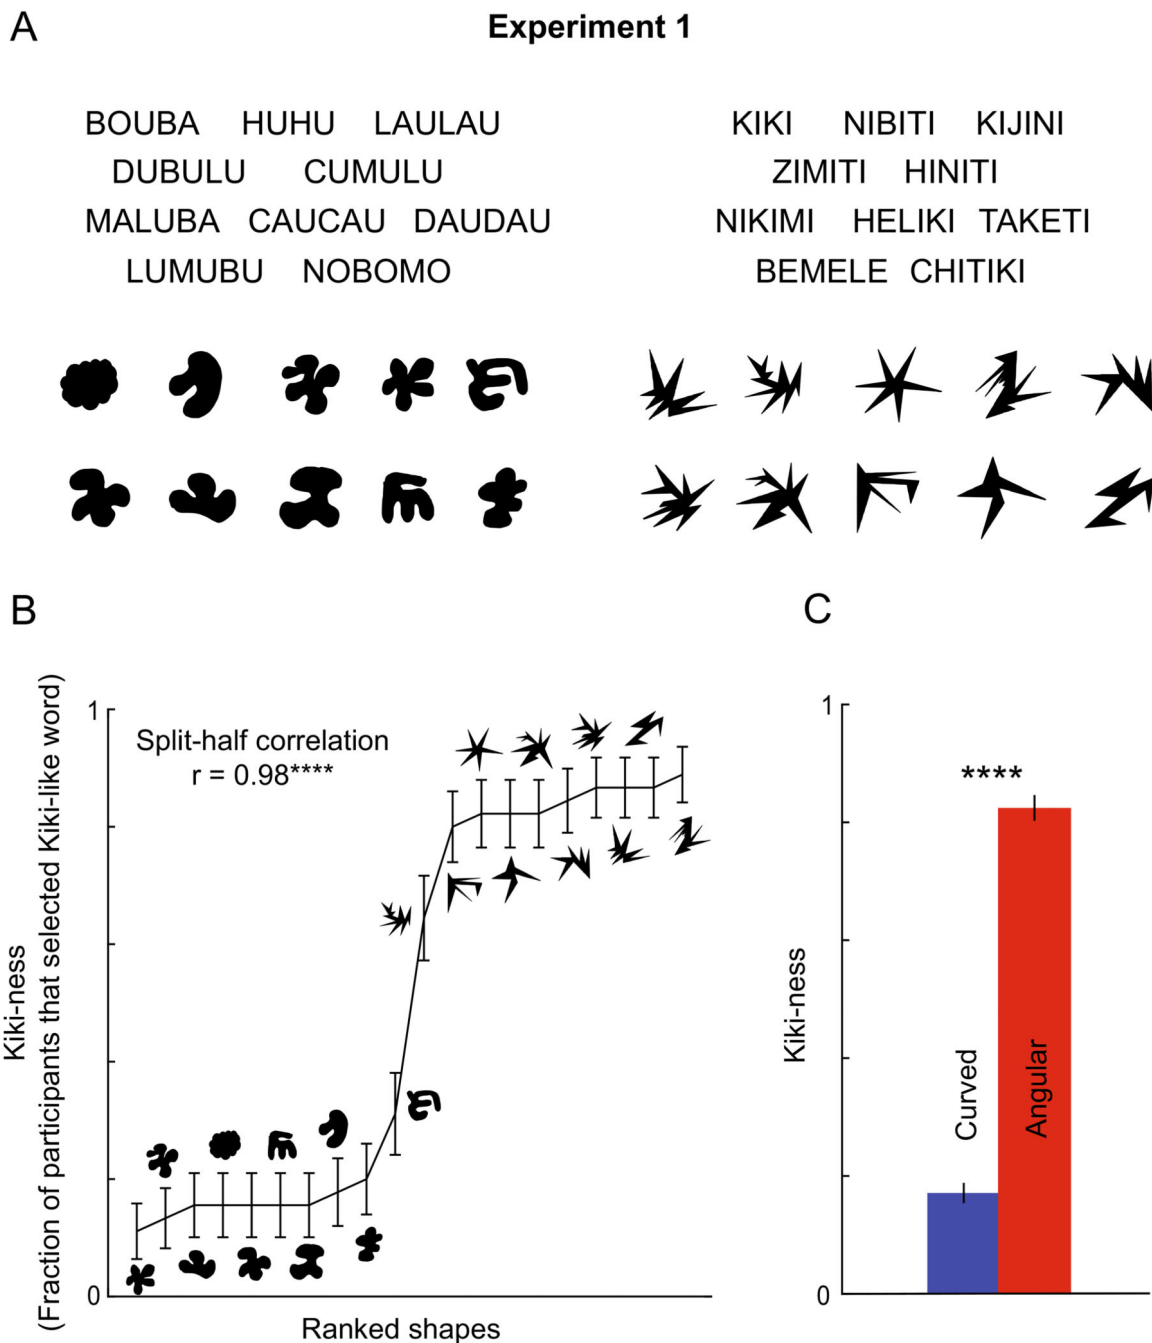 A
Experiment 1
BOUBA HUHU LAULAU
DUBULU CUMULU
MALUBA CAUCAU DAUDAU
LUMUBU NOBOMO
KIKI NIBITI KIJINI
ZIMITI HINITI
NIKIMI HELIKI TAKETI
BEMELE CHITIKI
B
Kiki-ness
(Fraction of participants that selected Kiki-like word)
1
Split-half correlation
r = 0.98****
0
Ranked shapes
C
Kiki-ness
1
****
Curved
Angular
0